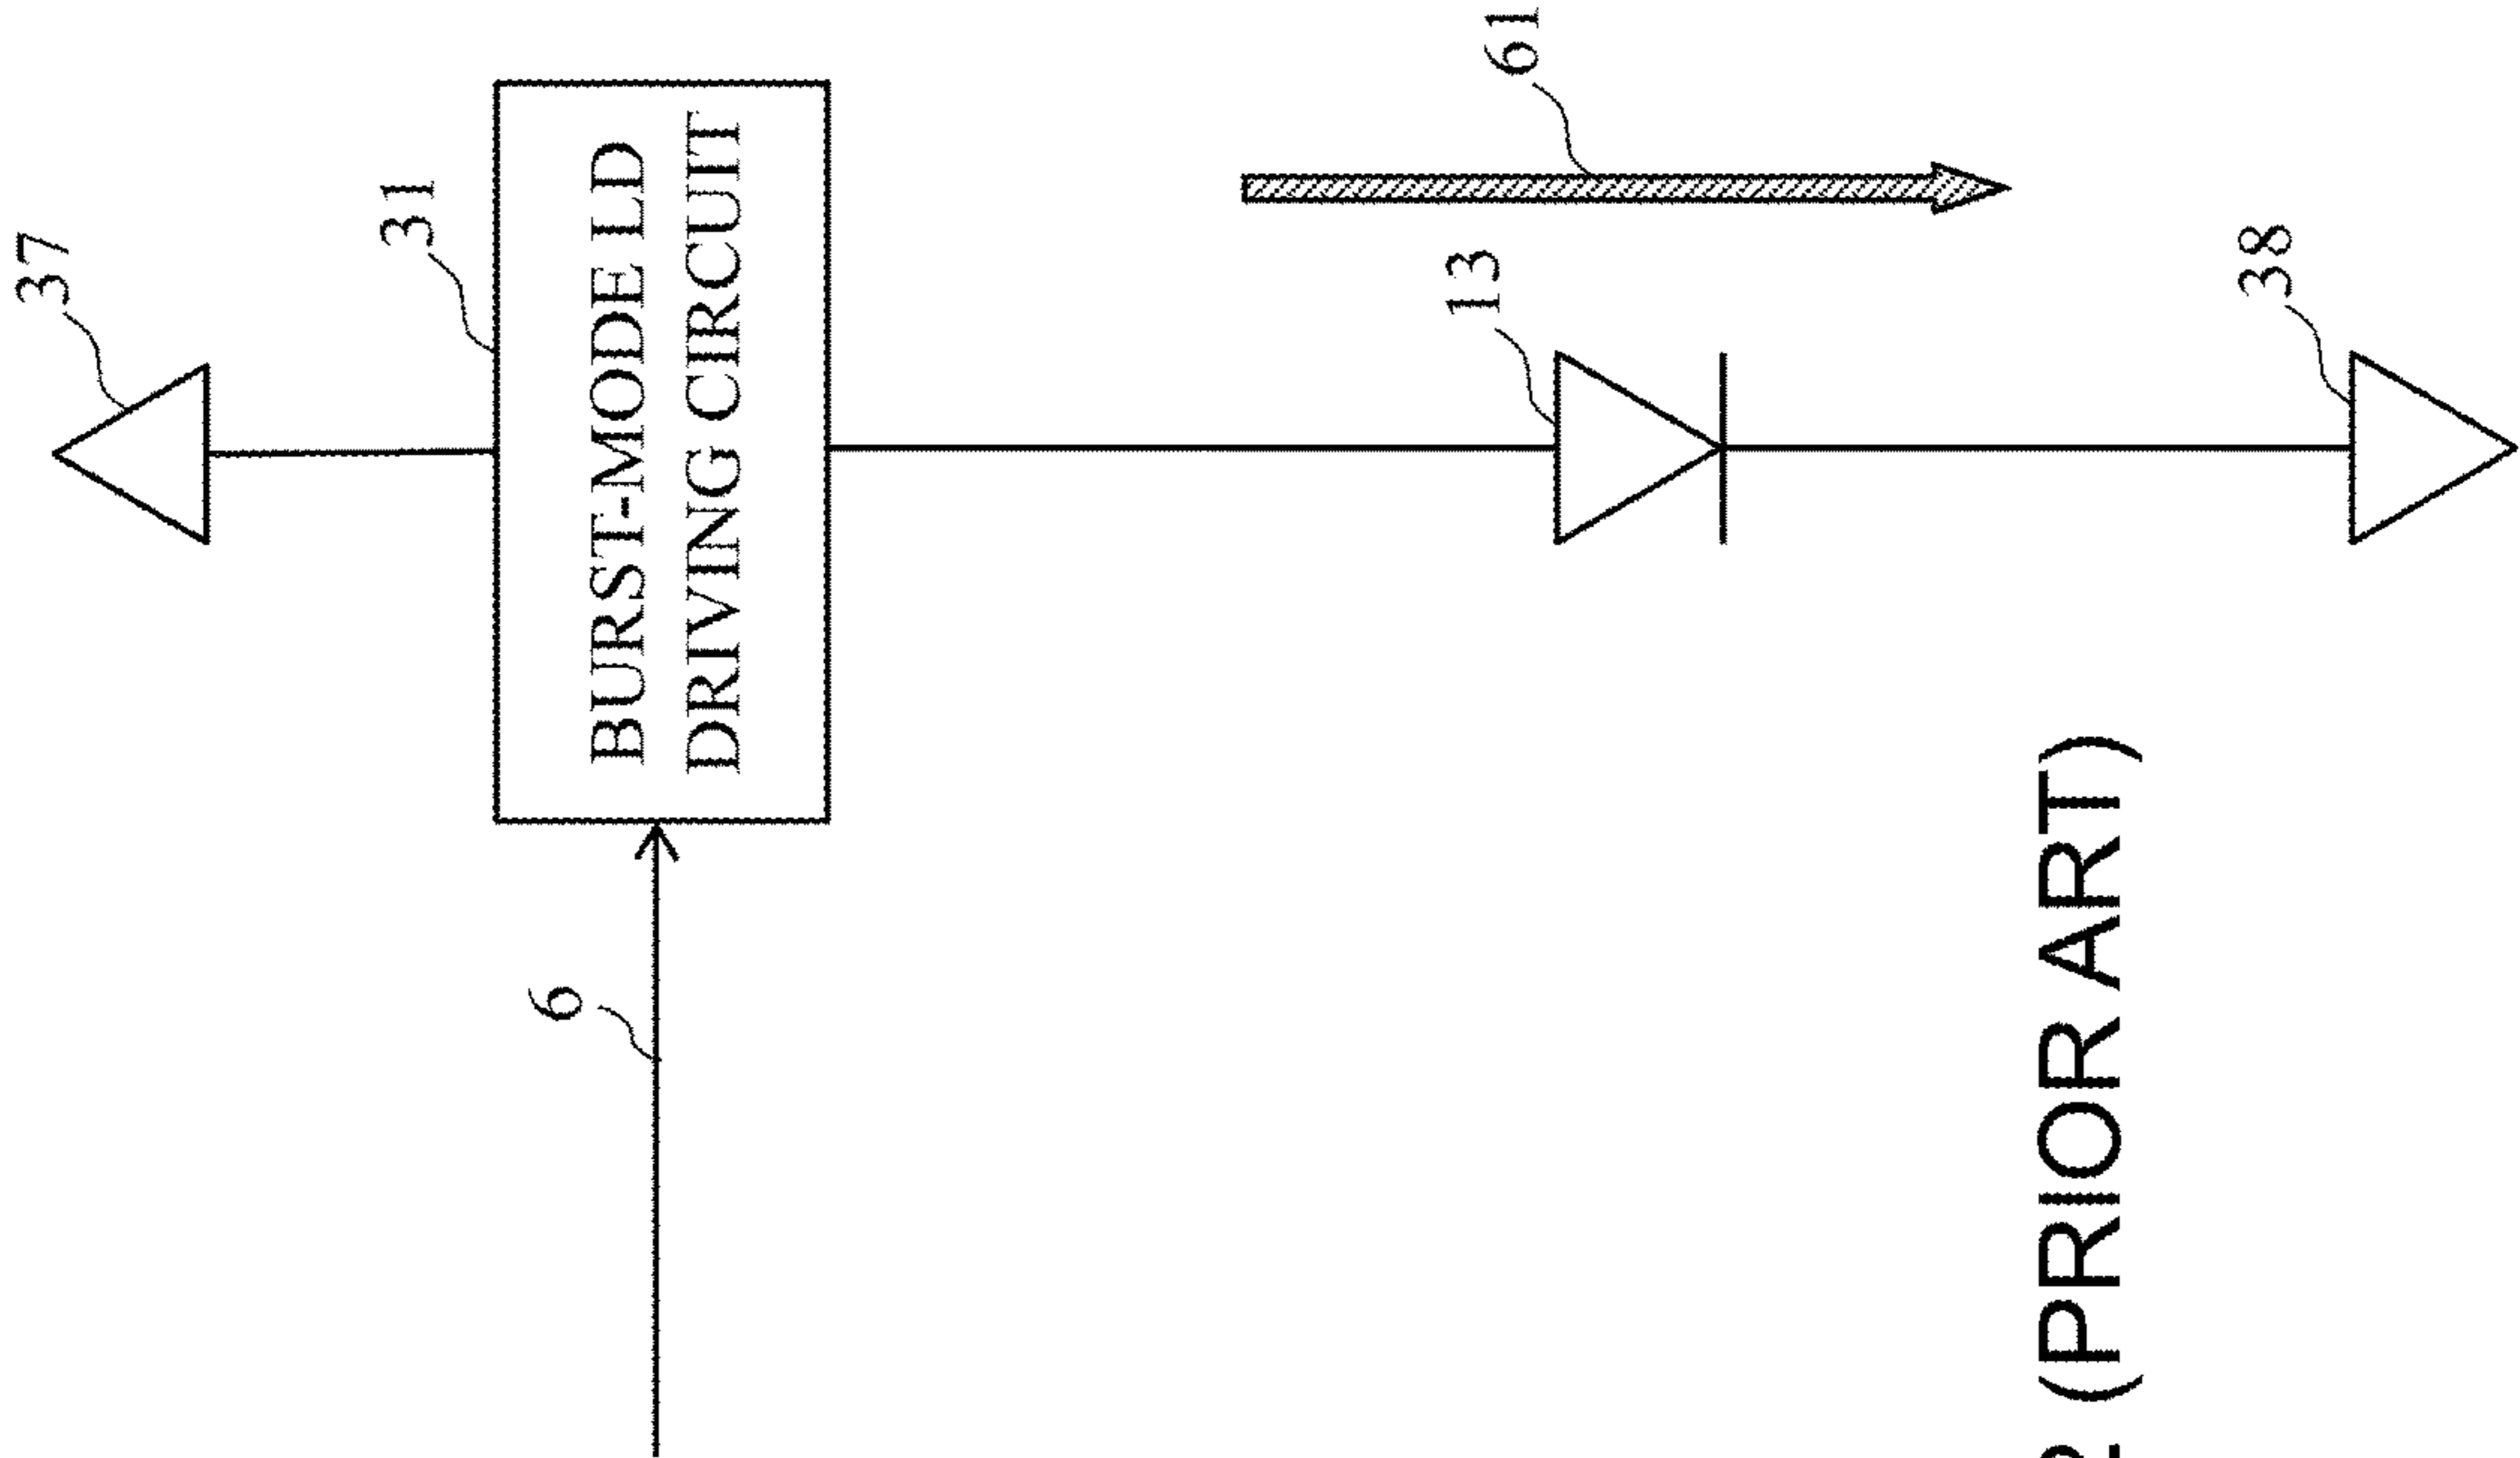 37
31
BURST-MODE LD
DRIVING CIRCUIT
6
61
13
38
(PRIOR ART)